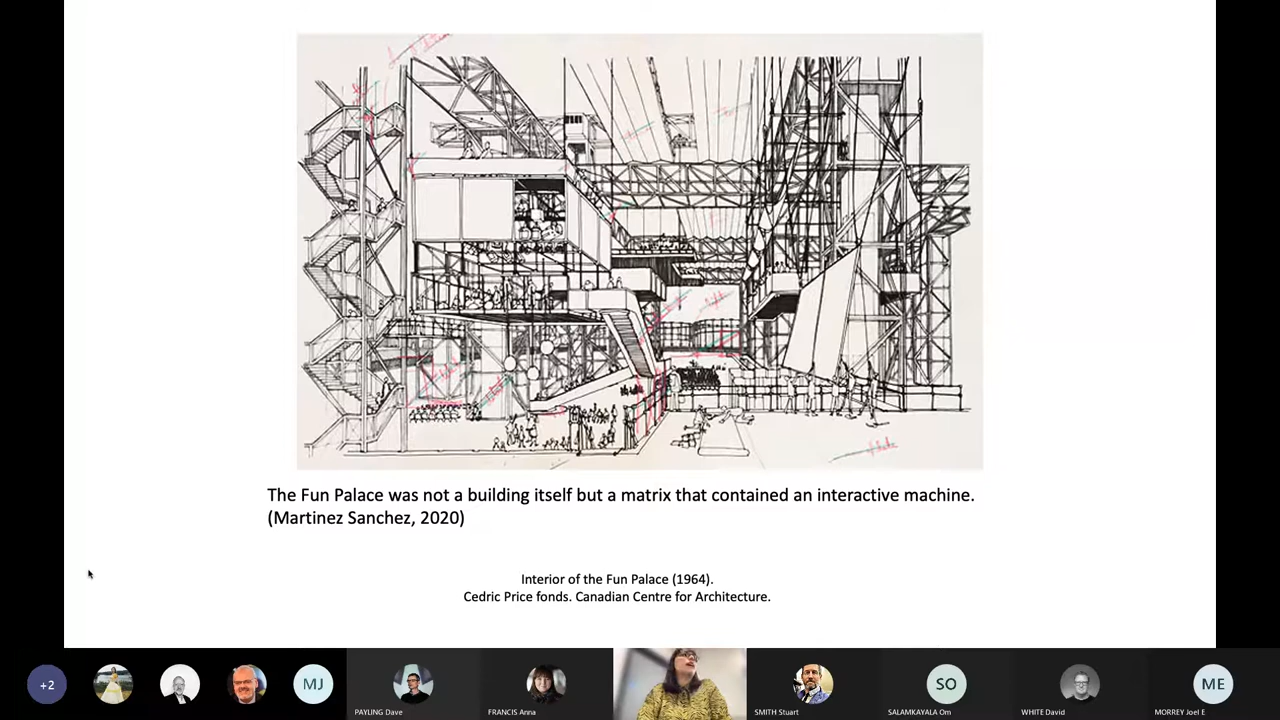 The Fun Palace was not a building itself but a matrix that contained an interactive machine.
(Martinez Sanchez, 2020)
Interior of the Fun Palace (1964).
Cedric Price fonds. Canadian Centre for Architecture.
+2
MJ
PAYLING Dave
FRANCIS Anna
SMITH Stuart
SO
SALAMKAYALA Om
WHITE David
ME
MORREY Joel E